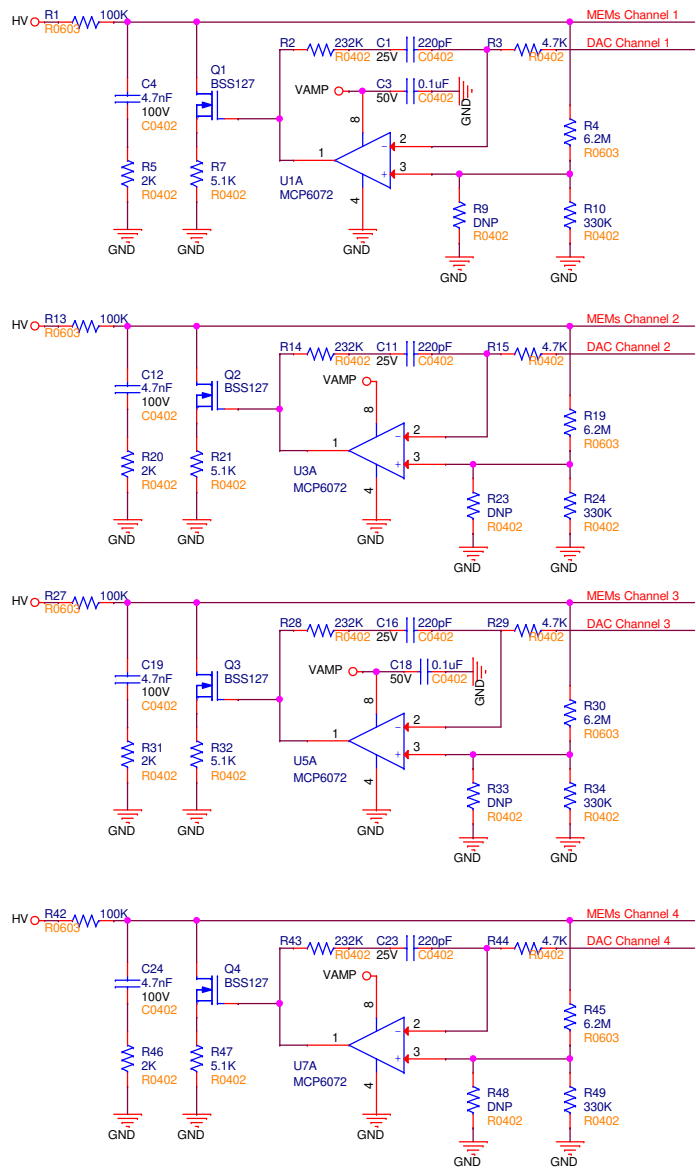 HV R1 100K MEMs Channel 1
R0603
R2 232K C1 220pF R3 4.7K DAC Channel 1
R0402 25V C0402 R0402
Q1
BSS127
C4
4.7nF
100V
C0402
VAMP C3 0.1uF
50V C0402
GND
8
2
R4
6.2M
R0603
1 3
R5
2K
R0402
R7
5.1K
R0402
U1A
MCP6072
4
R9
DNP
R0402
R10
330K
R0402
GND GND GND GND GND
HV R13 100K MEMs Channel 2
R0603
R14 232K C11 220pF R15 4.7K DAC Channel 2
R0402 25V C0402 R0402
Q2
BSS127
C12
4.7nF
100V
C0402
VAMP
8
2
R19
6.2M
R0603
1 3
R20
2K
R0402
R21
5.1K
R0402
U3A
MCP6072
4
R23
DNP
R0402
R24
330K
R0402
GND GND GND GND GND
HV R27 100K MEMs Channel 3
R0603
R28 232K C16 220pF R29 4.7K DAC Channel 3
R0402 25V C0402 R0402
Q3
BSS127
C19
4.7nF
100V
C0402
VAMP C18 0.1uF
50V C0402
GND
8
2
R30
6.2M
R0603
1 3
R31
2K
R0402
R32
5.1K
R0402
U5A
MCP6072
4
R33
DNP
R0402
R34
330K
R0402
GND GND GND GND GND
HV R42 100K MEMs Channel 4
R0603
R43 232K C23 220pF R44 4.7K DAC Channel 4
R0402 25V C0402 R0402
Q4
BSS127
C24
4.7nF
100V
C0402
VAMP
8
2
R45
6.2M
R0603
1 3
R46
2K
R0402
R47
5.1K
R0402
U7A
MCP6072
4
R48
DNP
R0402
R49
330K
R0402
GND GND GND GND GND